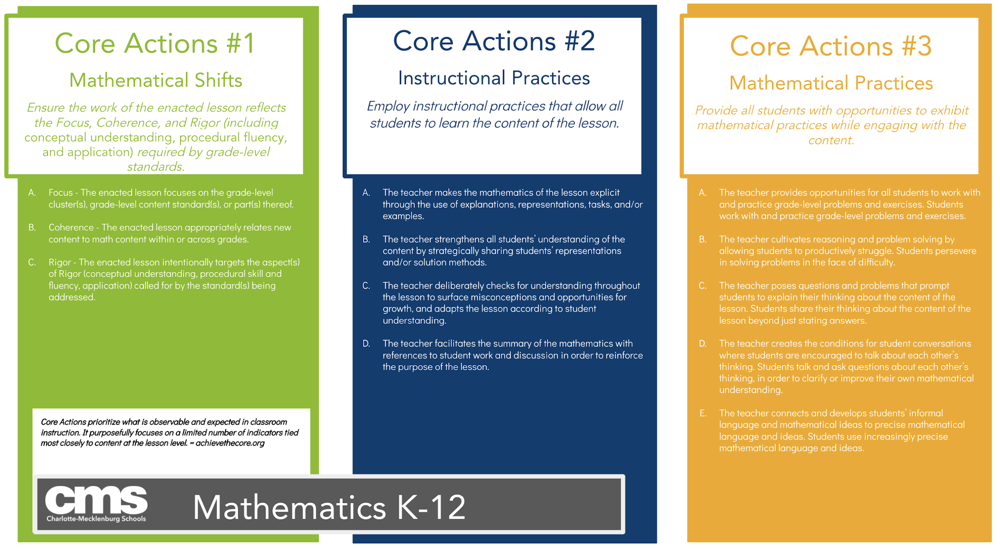 Core Actions #1
Mathematical Shifts
Ensure the work of the enacted lesson reflects
the Focus, Coherence, and Rigor (including
conceptual understanding, procedural fluency,
and application) required by grade-level
standards.
A. Focus - The enacted lesson focuses on the grade-level
cluster(s), grade-level content standard(s), or part(s) thereof.
B. Coherence - The enacted lesson appropriately relates new
content to math content within or across grades.
C. Rigor - The enacted lesson intentionally targets the aspect(s)
of Rigor (conceptual understanding, procedural skill and
fluency, application) called for by the standard(s) being
addressed.
Core Actions prioritize what is observable and expected in classroom
instruction. It purposefully focuses on a limited number of indicators tied
most closely to content at the lesson level. = achievethecore.org
Core Actions #2
Instructional Practices
Employ instructional practices that allow all
students to learn the content of the lesson.
A. The teacher makes the mathematics of the lesson explicit
through the use of explanations, representations, tasks, and/or
examples.
B. The teacher strengthens all students’ understanding of the
content by strategically sharing students’ representations
and/or solution methods.
C. The teacher deliberately checks for understanding throughout
the lesson to surface misconceptions and opportunities for
growth, and adapts the lesson according to student
understanding.
D. The teacher facilitates the summary of the mathematics with
references to student work and discussion in order to reinforce
the purpose of the lesson.
Core Actions #3
Mathematical Practices
Provide all students with opportunities to exhibit
mathematical practices while engaging with the
content.
A. The teacher provides opportunities for all students to work with
and practice grade-level problems and exercises. Students
work with and practice grade-level problems and exercises.
B. The teacher cultivates reasoning and problem solving by
allowing students to productively struggle. Students persevere
in solving problems in the face of difficulty.
C. The teacher poses questions and problems that prompt
students to explain their thinking about the content of the
lesson. Students share their thinking about the content of the
lesson beyond just stating answers.
D. The teacher creates the conditions for student conversations
where students are encouraged to talk about each other’s
thinking. Students talk and ask questions about each other’s
thinking, in order to clarify or improve their own mathematical
understanding.
E. The teacher connects and develops students’ informal
language and mathematical ideas to precise mathematical
language and ideas. Students use increasingly precise
mathematical language and ideas.
cms
Charlotte-Mecklenburg Schools
Mathematics K-12